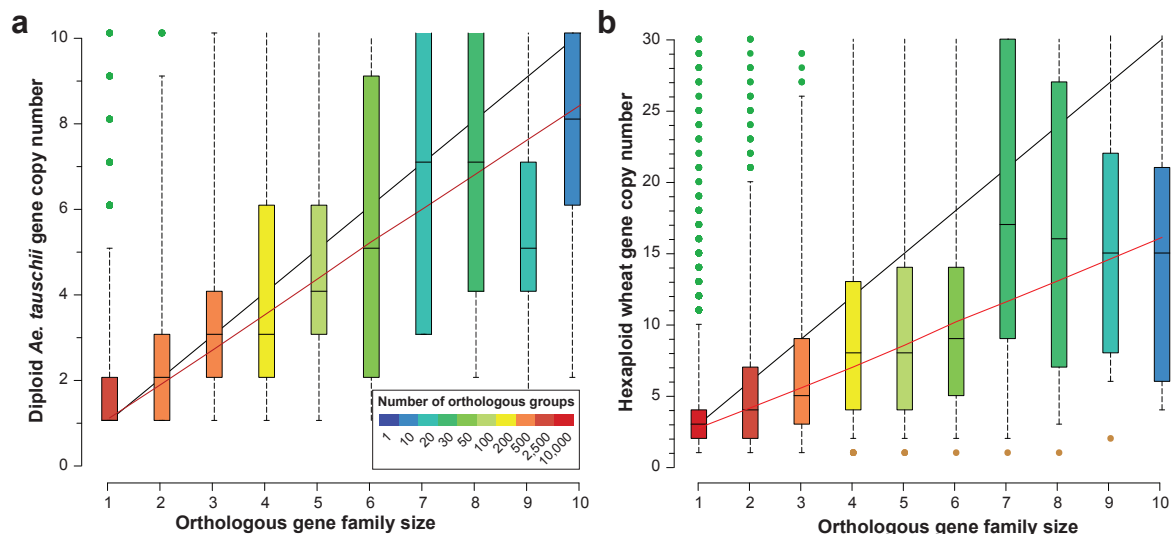 a
Diploid Ae. tauschii gene copy number
10
8
6
4
2
0
Number of orthologous groups
1 10 20 30 50 100 200 500 2,500 10,000
1 2 3 4 5 6 7 8 9 10
Orthologous gene family size
b
Hexaploid wheat gene copy number
30
25
20
15
10
5
0
1 2 3 4 5 6 7 8 9 10
Orthologous gene family size